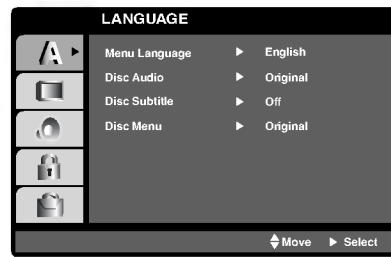 LANGUAGE
A
Menu Language ▶ English
Disc Audio ▶ Original
Disc Subtitle ▶ Off
Disc Menu ▶ Original
Move ▶ Select